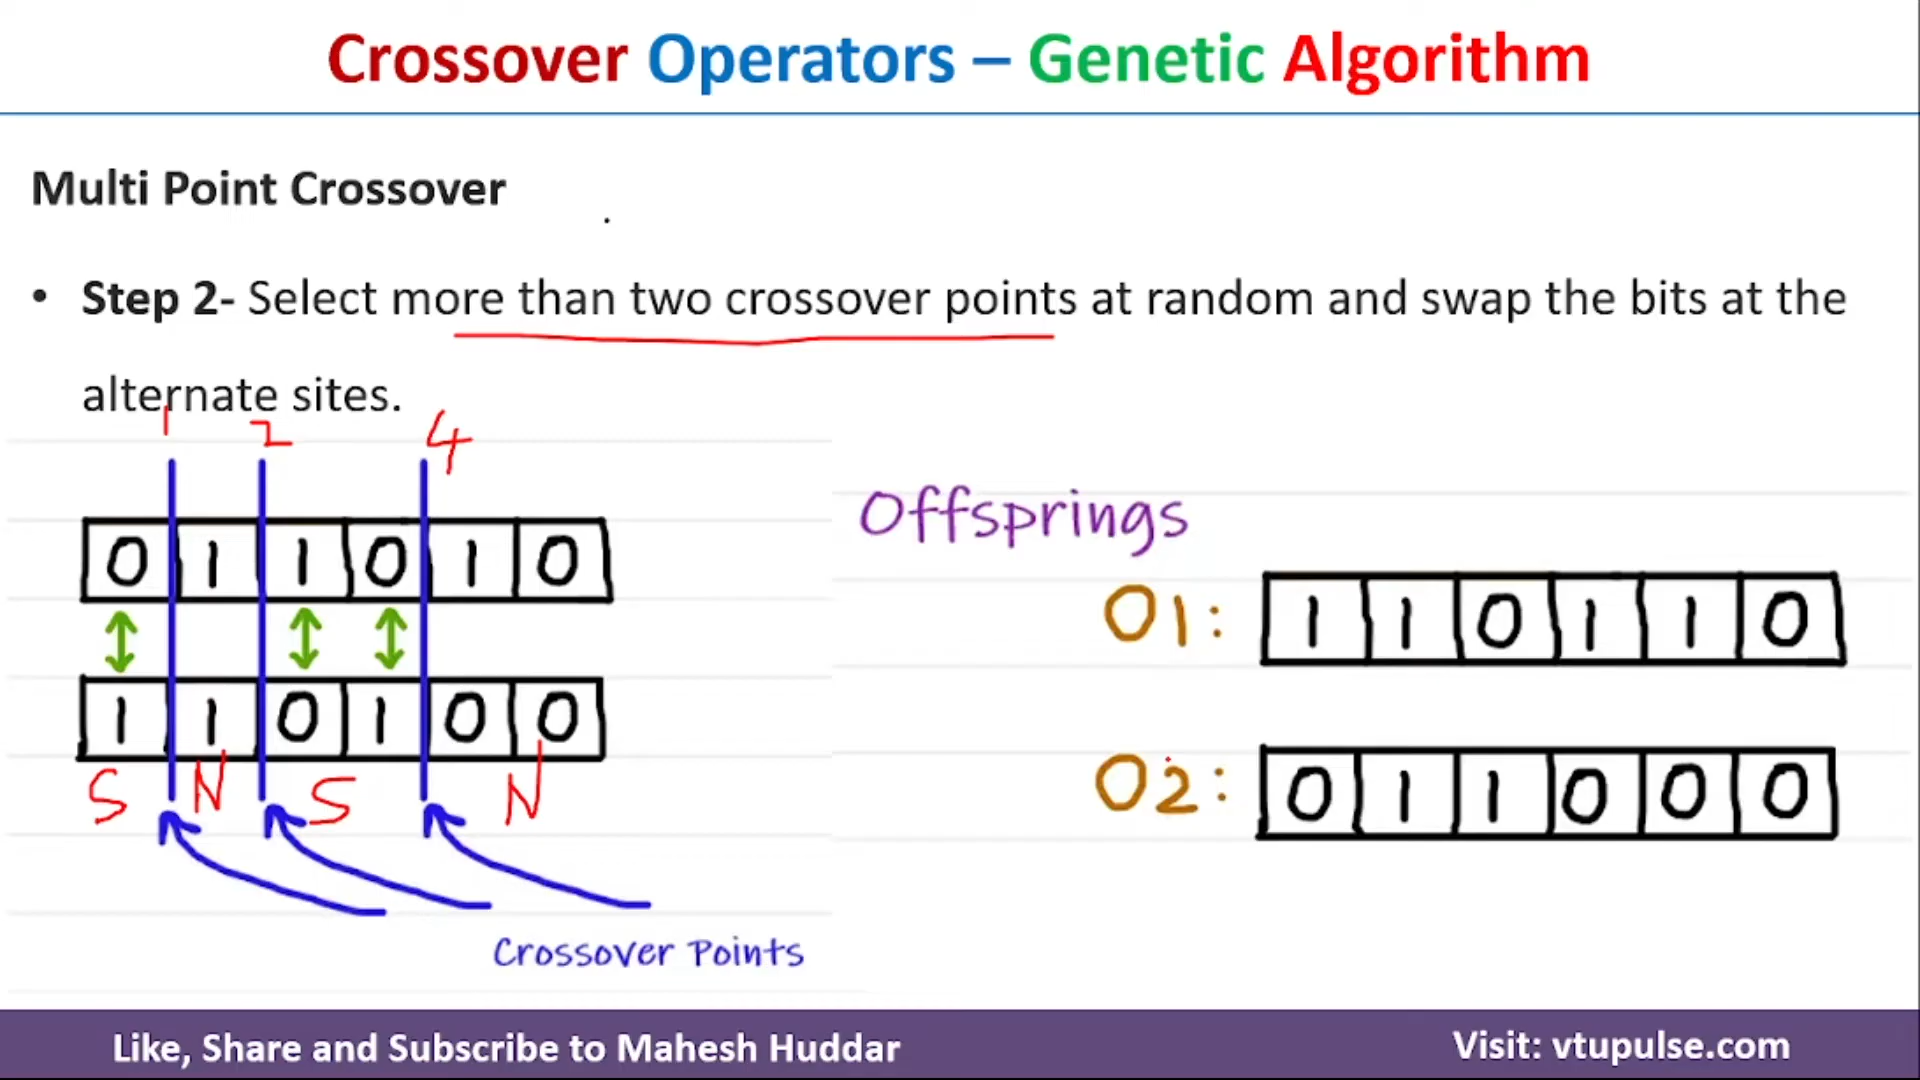 Crossover Operators – Genetic Algorithm
Multi Point Crossover
• Step 2- Select more than two crossover points at random and swap the bits at the
alternate sites.
1 2 4
0 1 1 0 1 0
1 1 0 1 0 0
S N S N
Crossover Points
Offsprings
O1: 1 1 0 1 1 0
O2: 0 1 1 0 0 0
Like, Share and Subscribe to Mahesh Huddar
Visit: vtupulse.com